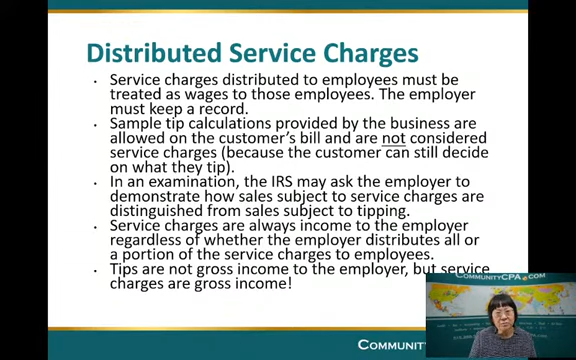 COMMUNITYCPA.COM
Distributed Service Charges
• Service charges distributed to employees must be
treated as wages to those employees. The employer
must keep a record.
• Sample tip calculations provided by the business are
allowed on the customer's bill and are not considered
service charges (because the customer can still decide
on what they tip).
• In an examination, the IRS may ask the employer to
demonstrate how sales subject to service charges are
distinguished from sales subject to tipping.
• Service charges are always income to the employer
regardless of whether the employer distributes all or
a portion of the service charges to employees.
• Tips are not gross income to the employer, but service
charges are gross income!
COMMUNITYCPA.COM
COMMUNITYCP